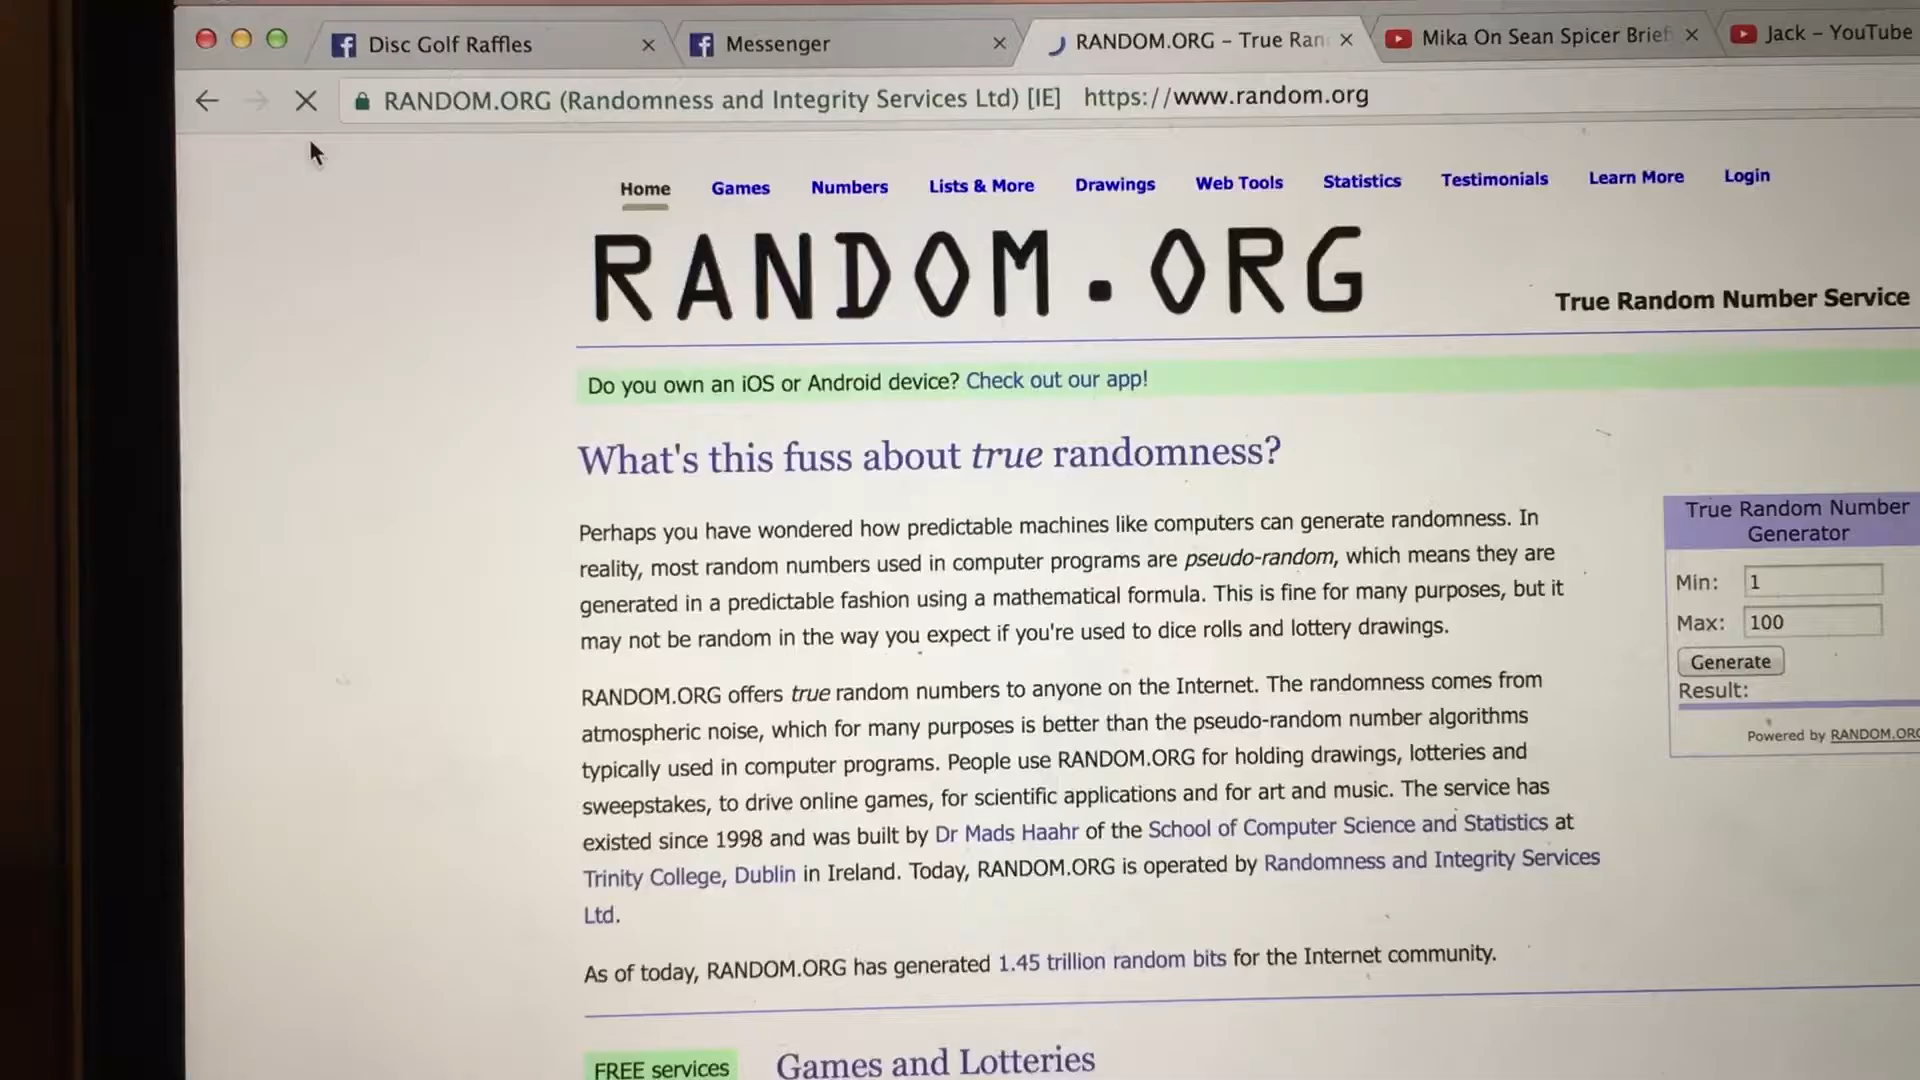 Disc Golf Raffles
Messenger
RANDOM.ORG – True Ran
Mika On Sean Spicer Brief
Jack – YouTube
RANDOM.ORG (Randomness and Integrity Services Ltd) [IE] https://www.random.org
Home Games Numbers Lists & More Drawings Web Tools Statistics Testimonials Learn More Login
RANDOM.ORG
True Random Number Service
Do you own an iOS or Android device? Check out our app!
What's this fuss about true randomness?
Perhaps you have wondered how predictable machines like computers can generate randomness. In
reality, most random numbers used in computer programs are pseudo-random, which means they are
generated in a predictable fashion using a mathematical formula. This is fine for many purposes, but it
may not be random in the way you expect if you're used to dice rolls and lottery drawings.
RANDOM.ORG offers true random numbers to anyone on the Internet. The randomness comes from
atmospheric noise, which for many purposes is better than the pseudo-random number algorithms
typically used in computer programs. People use RANDOM.ORG for holding drawings, lotteries and
sweepstakes, to drive online games, for scientific applications and for art and music. The service has
existed since 1998 and was built by Dr Mads Haahr of the School of Computer Science and Statistics at
Trinity College, Dublin in Ireland. Today, RANDOM.ORG is operated by Randomness and Integrity Services
Ltd.
As of today, RANDOM.ORG has generated 1.45 trillion random bits for the Internet community.
True Random Number
Generator
Min: 1
Max: 100
Generate
Result:
Powered by RANDOM.ORG
FREE services
Games and Lotteries